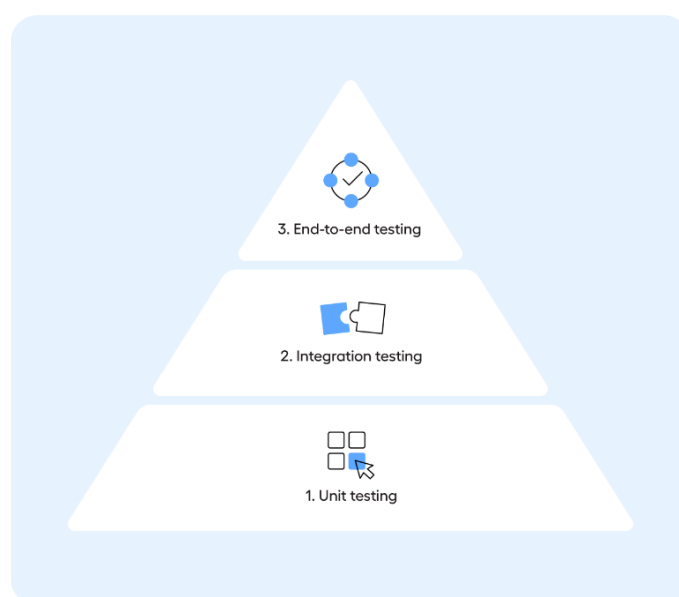 3. End-to-end testing
2. Integration testing
1. Unit testing